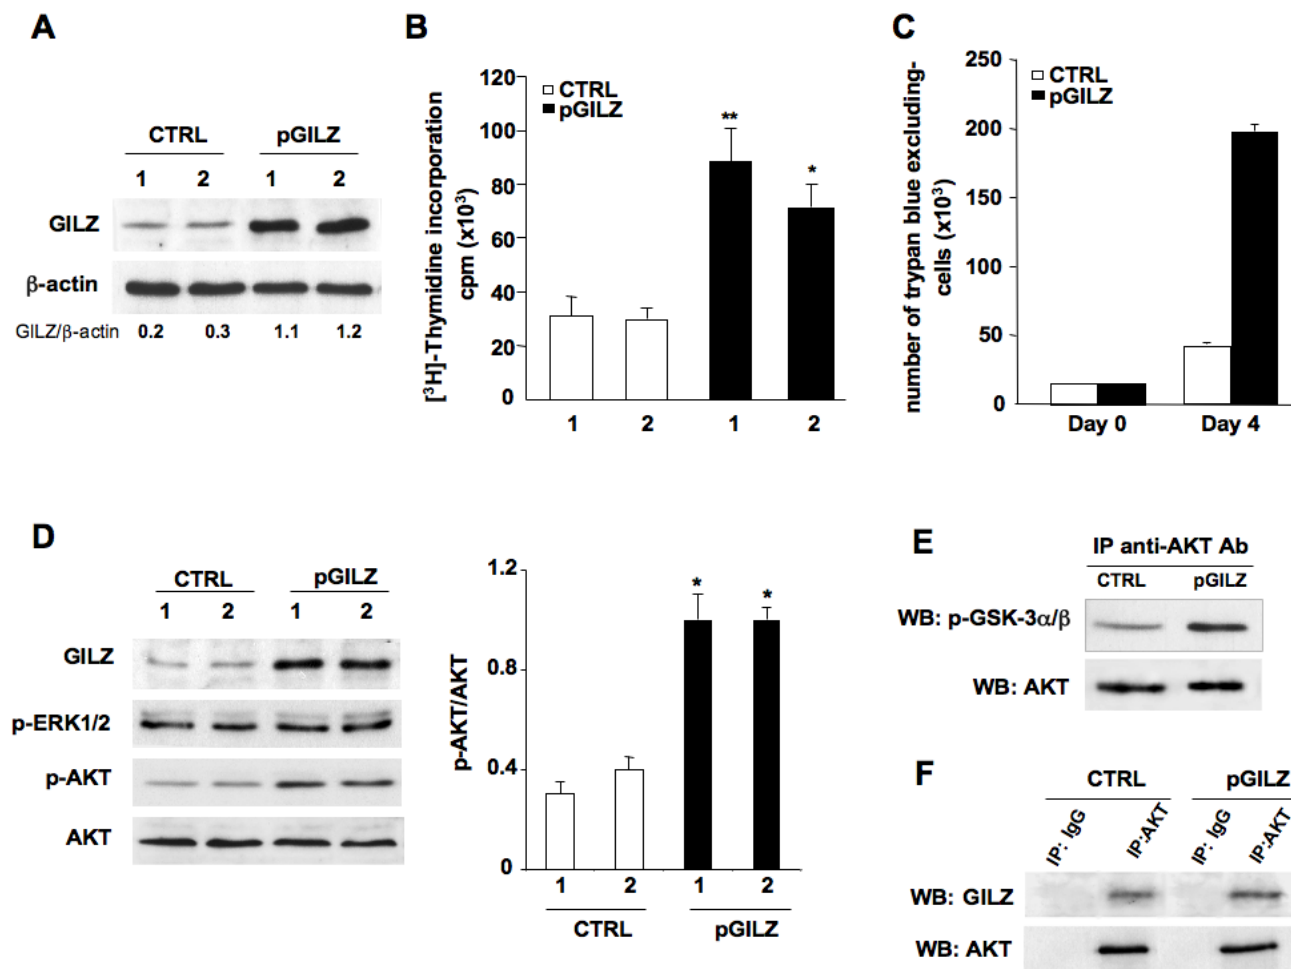 A
CTRL pGILZ
1 2 1 2
GILZ
β-actin
GILZ/β-actin 0.2 0.3 1.1 1.2
B
[³H]-Thymidine incorporation
cpm (x10³)
120
100
80
60
40
20
0
CTRL
pGILZ
**
*
1 2 1 2
C
number of trypan blue excluding-
cells (x10³)
250
200
150
100
50
0
CTRL
pGILZ
Day 0 Day 4
D
CTRL pGILZ
1 2 1 2
GILZ
p-ERK1/2
p-AKT
AKT
p-AKT/AKT
1.2
0.8
0.4
0
* *
1 2 1 2
CTRL pGILZ
E
IP anti-AKT Ab
CTRL pGILZ
WB: p-GSK-3α/β
WB: AKT
F
CTRL pGILZ
IP: IgG IP:AKT IP: IgG IP:AKT
WB: GILZ
WB: AKT